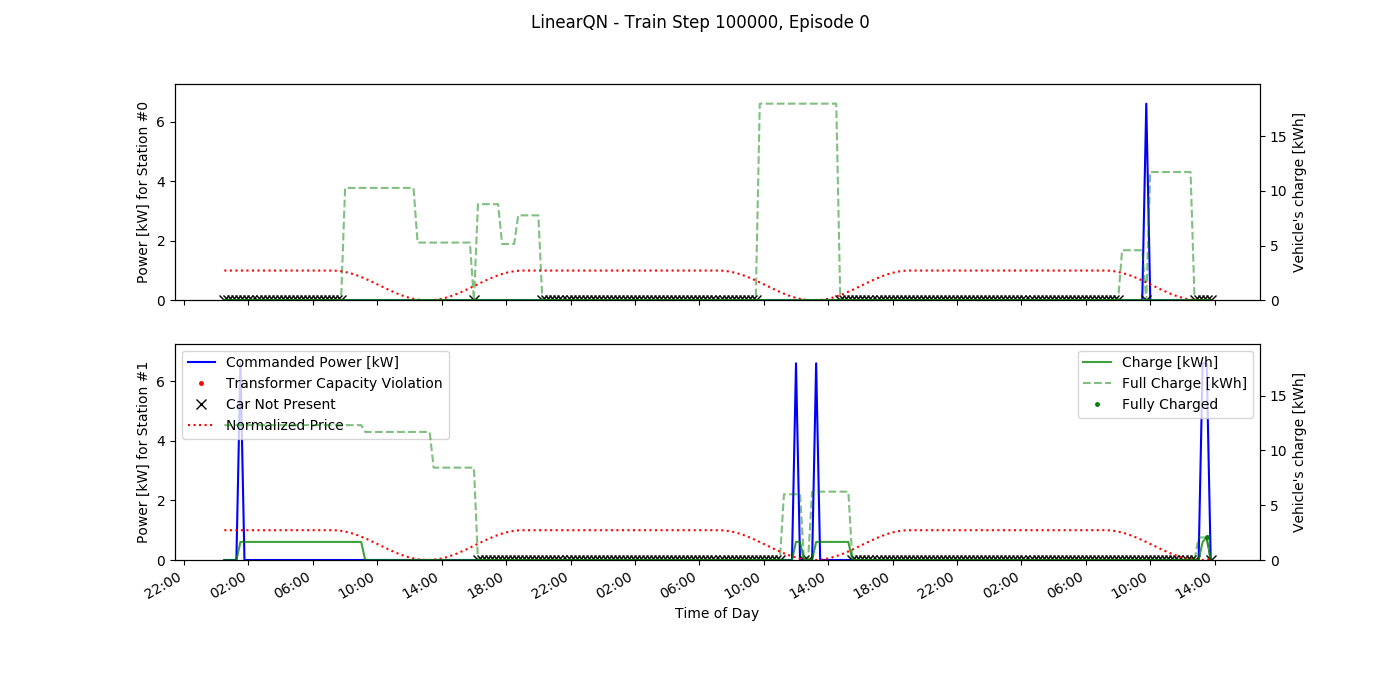 LinearQN - Train Step 100000, Episode 0
Power [kW] for Station #0
6
4
2
0
15
10
5
0
Vehicle's charge [kWh]
Power [kW] for Station #1
6
4
2
0
Commanded Power [kW]
Transformer Capacity Violation
Car Not Present
Normalized Price
Charge [kWh]
Full Charge [kWh]
Fully Charged
15
10
5
0
Vehicle's charge [kWh]
22:00
02:00
06:00
10:00
14:00
18:00
22:00
02:00
06:00
10:00
14:00
18:00
22:00
02:00
06:00
10:00
14:00
Time of Day